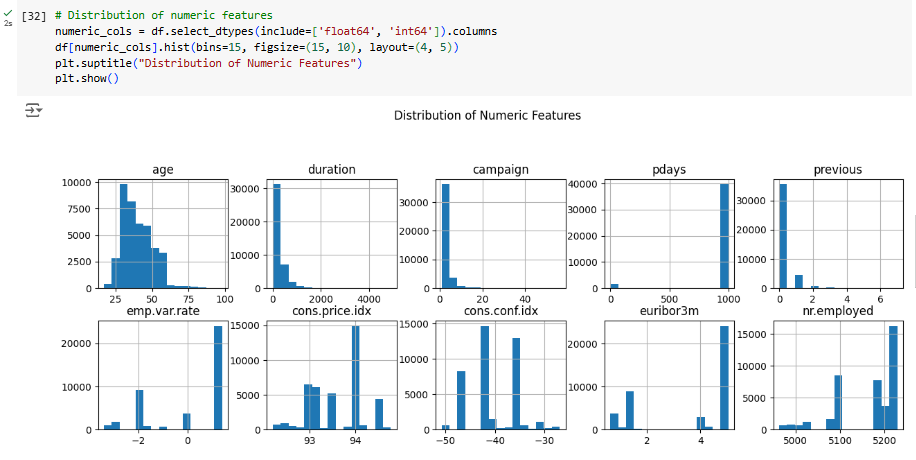 [32] # Distribution of numeric features
2s
numeric_cols = df.select_dtypes(include=['float64', 'int64']).columns
df[numeric_cols].hist(bins=15, figsize=(15, 10), layout=(4, 5))
plt.suptitle("Distribution of Numeric Features")
plt.show()
Distribution of Numeric Features
age duration campaign pdays previous
10000 7500 5000 2500 0
25 50 75 100
30000 20000 10000 0
0 2000 4000
30000 20000 10000 0
0 20 40
40000 30000 20000 10000 0
0 500 1000
30000 20000 10000 0
0 2 4 6
emp.var.rate cons.price.idx cons.conf.idx euribor3m nr.employed
20000 10000 0
−2 0
15000 10000 5000 0
93 94
15000 10000 5000 0
−50 −40 −30
20000 10000 0
2 4
15000 10000 5000 0
5000 5100 5200